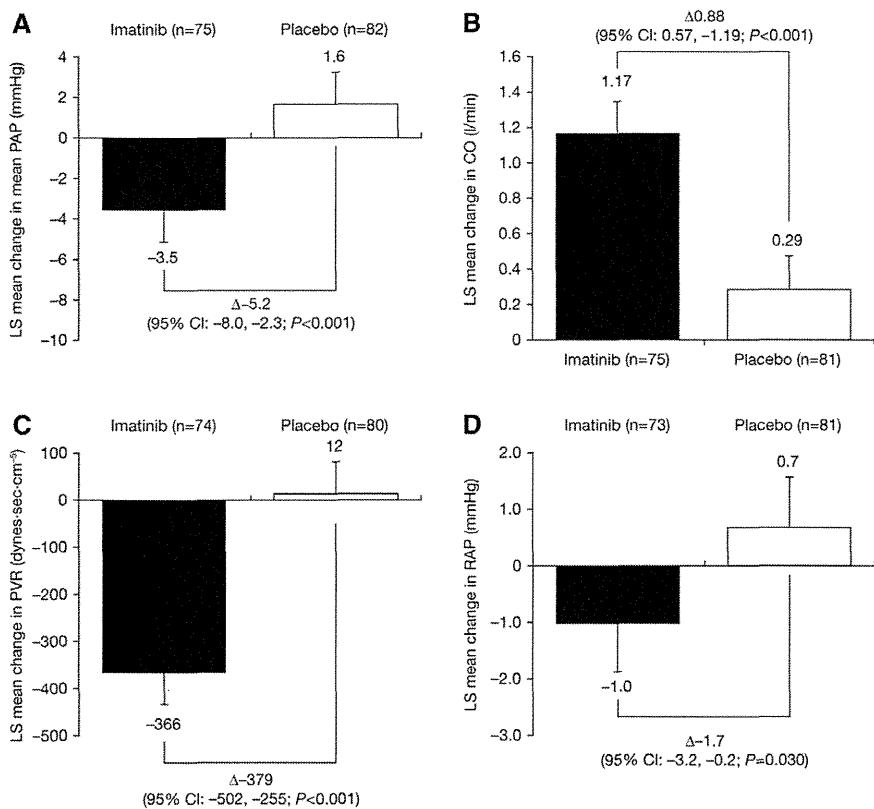 A
Imatinib (n=75)
Placebo (n=82)
LS mean change in mean PAP (mmHg)
4
2
0
−2
−4
−6
−8
−10
1.6
−3.5
Δ−5.2
(95% CI: −8.0, −2.3; P<0.001)
B
Δ0.88
(95% CI: 0.57, −1.19; P<0.001)
LS mean change in CO (l/min)
1.6
1.4
1.2
1.0
0.8
0.6
0.4
0.2
0
1.17
0.29
Imatinib (n=75)
Placebo (n=81)
C
Imatinib (n=74)
Placebo (n=80)
LS mean change in PVR (dynes·sec·cm⁻⁵)
100
0
−100
−200
−300
−400
−500
12
−366
Δ−379
(95% CI: −502, −255; P<0.001)
D
Imatinib (n=73)
Placebo (n=81)
LS mean change in RAP (mmHg)
2.0
1.0
0
−1.0
−2.0
−3.0
0.7
−1.0
Δ−1.7
(95% CI: −3.2, −0.2; P=0.030)